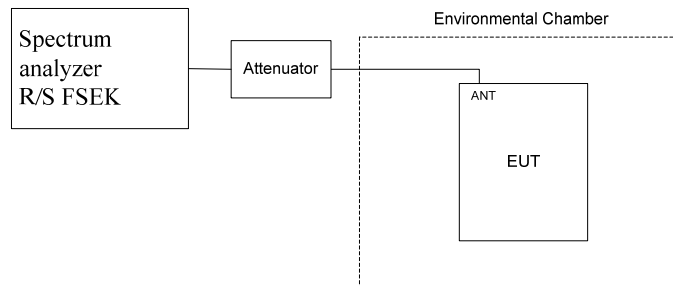 Environmental Chamber
Spectrum
analyzer
R/S FSEK
Attenuator
ANT
EUT